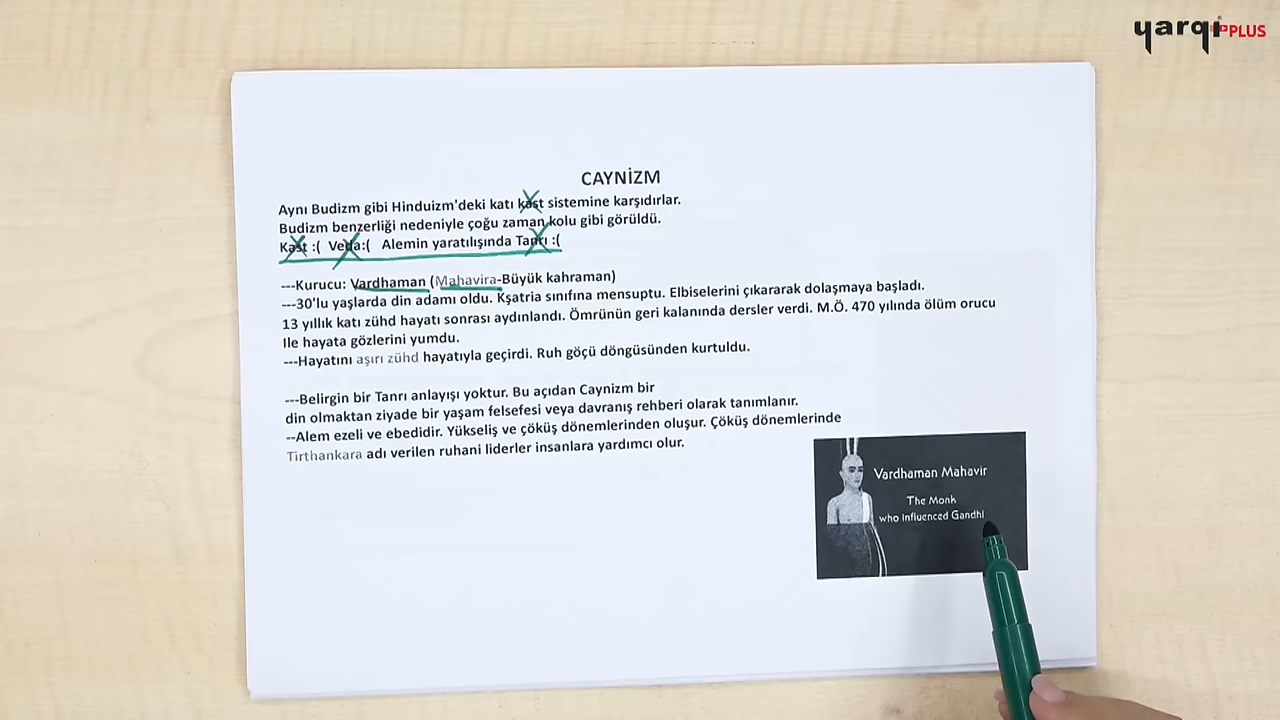 yarqi PLUS
CAYNİZM
Aynı Budizm gibi Hinduizm'deki katı kast sistemine karşıdırlar.
Budizm benzerliği nedeniyle çoğu zaman kolu gibi görüldü.
Kast :( Veda:( Alemin yaratılışında Tanrı :(
---Kurucu: Vardhaman (Mahavira-Büyük kahraman)
---30'lu yaşlarda din adamı oldu. Kşatria sınıfına mensuptu. Elbiselerini çıkararak dolaşmaya başladı.
13 yıllık katı zühd hayatı sonrası aydınlandı. Ömrünün geri kalanında dersler verdi. M.Ö. 470 yılında ölüm orucu
Ile hayata gözlerini yumdu.
---Hayatını aşırı zühd hayatıyla geçirdi. Ruh göçü döngüsünden kurtuldu.
---Belirgin bir Tanrı anlayışı yoktur. Bu açıdan Caynizm bir
din olmaktan ziyade bir yaşam felsefesi veya davranış rehberi olarak tanımlanır.
--Alem ezeli ve ebedidir. Yükseliş ve çöküş dönemlerinden oluşur. Çöküş dönemlerinde
Tirthankara adı verilen ruhani liderler insanlara yardımcı olur.
Vardhaman Mahavir
The Monk
who influenced Gandhi